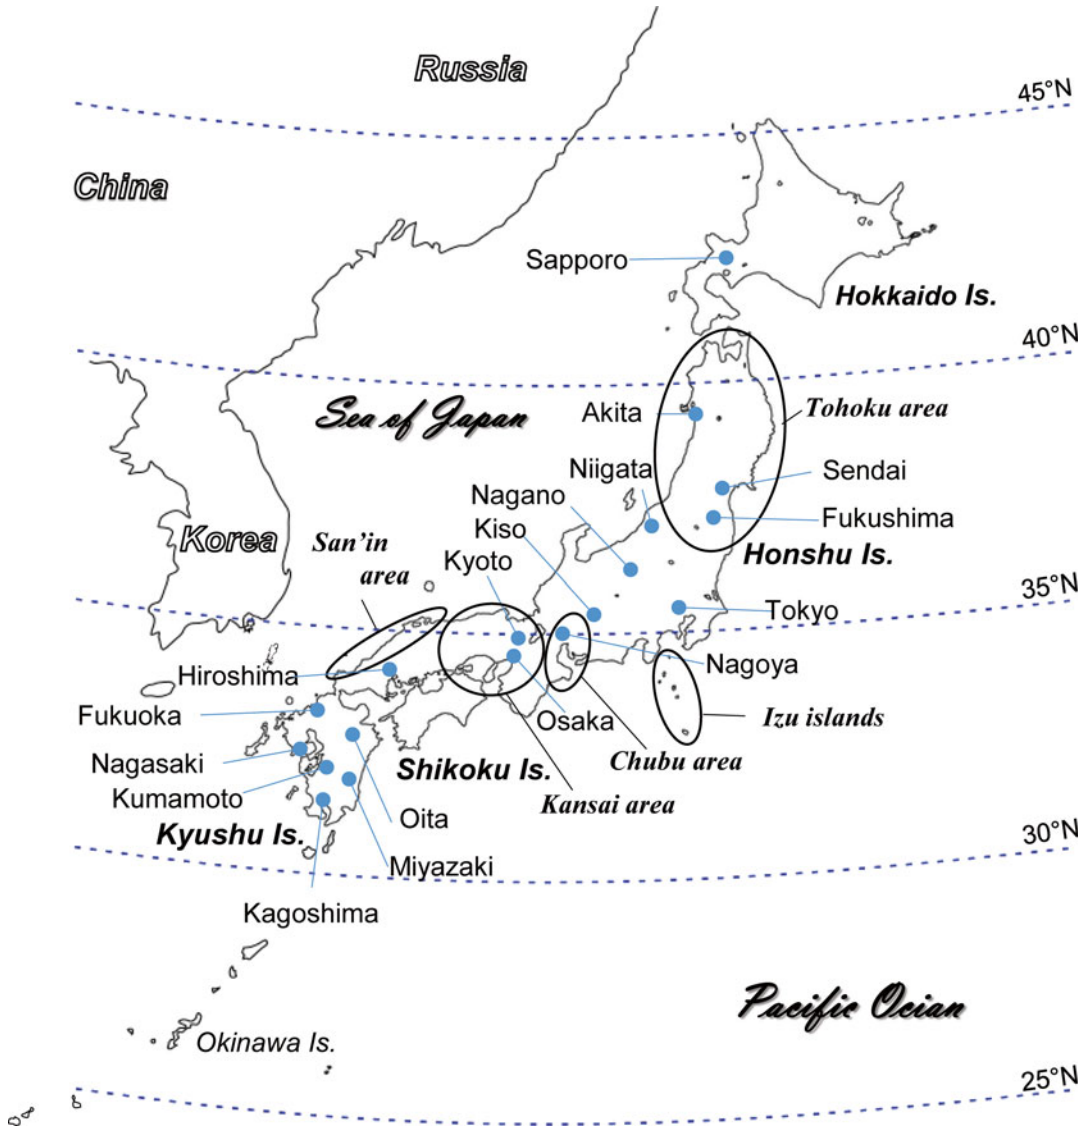 Russia
45°N
China
Sapporo
Hokkaido Is.
40°N
Sea of Japan
Akita
Tohoku area
Niigata
Sendai
Nagano
Fukushima
Kiso
Korea
San'in
area
Kyoto
Honshu Is.
35°N
Tokyo
Nagoya
Hiroshima
Fukuoka
Osaka
Izu islands
Nagasaki
Shikoku Is.
Chubu area
Kumamoto
Kansai area
Oita
Kyushu Is.
30°N
Miyazaki
Kagoshima
Pacific Ocian
Okinawa Is.
25°N